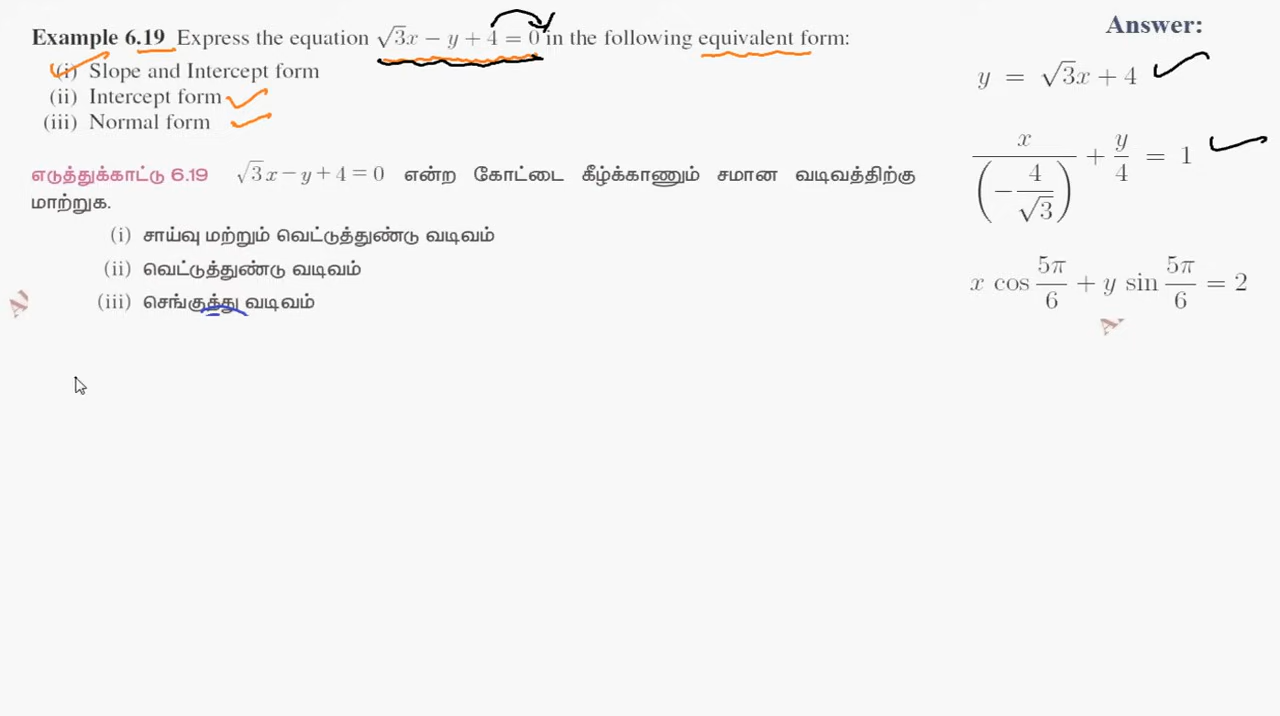 Example 6.19 Express the equation √3x − y + 4 = 0 in the following equivalent form:
(i) Slope and Intercept form
(ii) Intercept form
(iii) Normal form
எடுத்துக்காட்டு 6.19 √3x − y + 4 = 0 என்ற கோட்டை கீழ்க்காணும் சமான வடிவத்திற்கு
மாற்றுக.
(i) சாய்வு மற்றும் வெட்டுத்துண்டு வடிவம்
(ii) வெட்டுத்துண்டு வடிவம்
(iii) செங்குத்து வடிவம்
Answer:
y = √3x + 4
x/(−4/√3) + y/4 = 1
x cos 5π/6 + y sin 5π/6 = 2